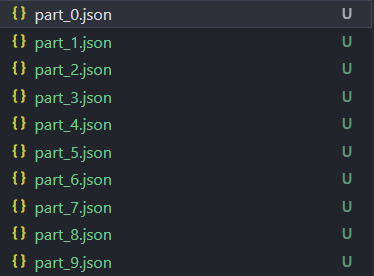 {} part_0.json U
{} part_1.json U
{} part_2.json U
{} part_3.json U
{} part_4.json U
{} part_5.json U
{} part_6.json U
{} part_7.json U
{} part_8.json U
{} part_9.json U